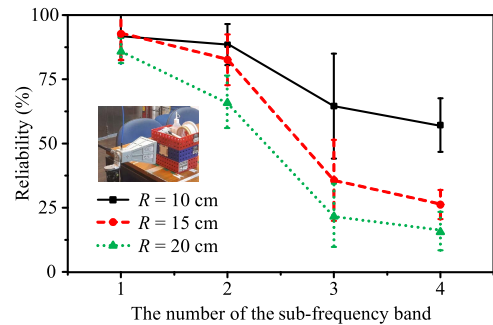 100
75
50
25
0
Reliability (%)
R = 10 cm
R = 15 cm
R = 20 cm
1 2 3 4
The number of the sub-frequency band